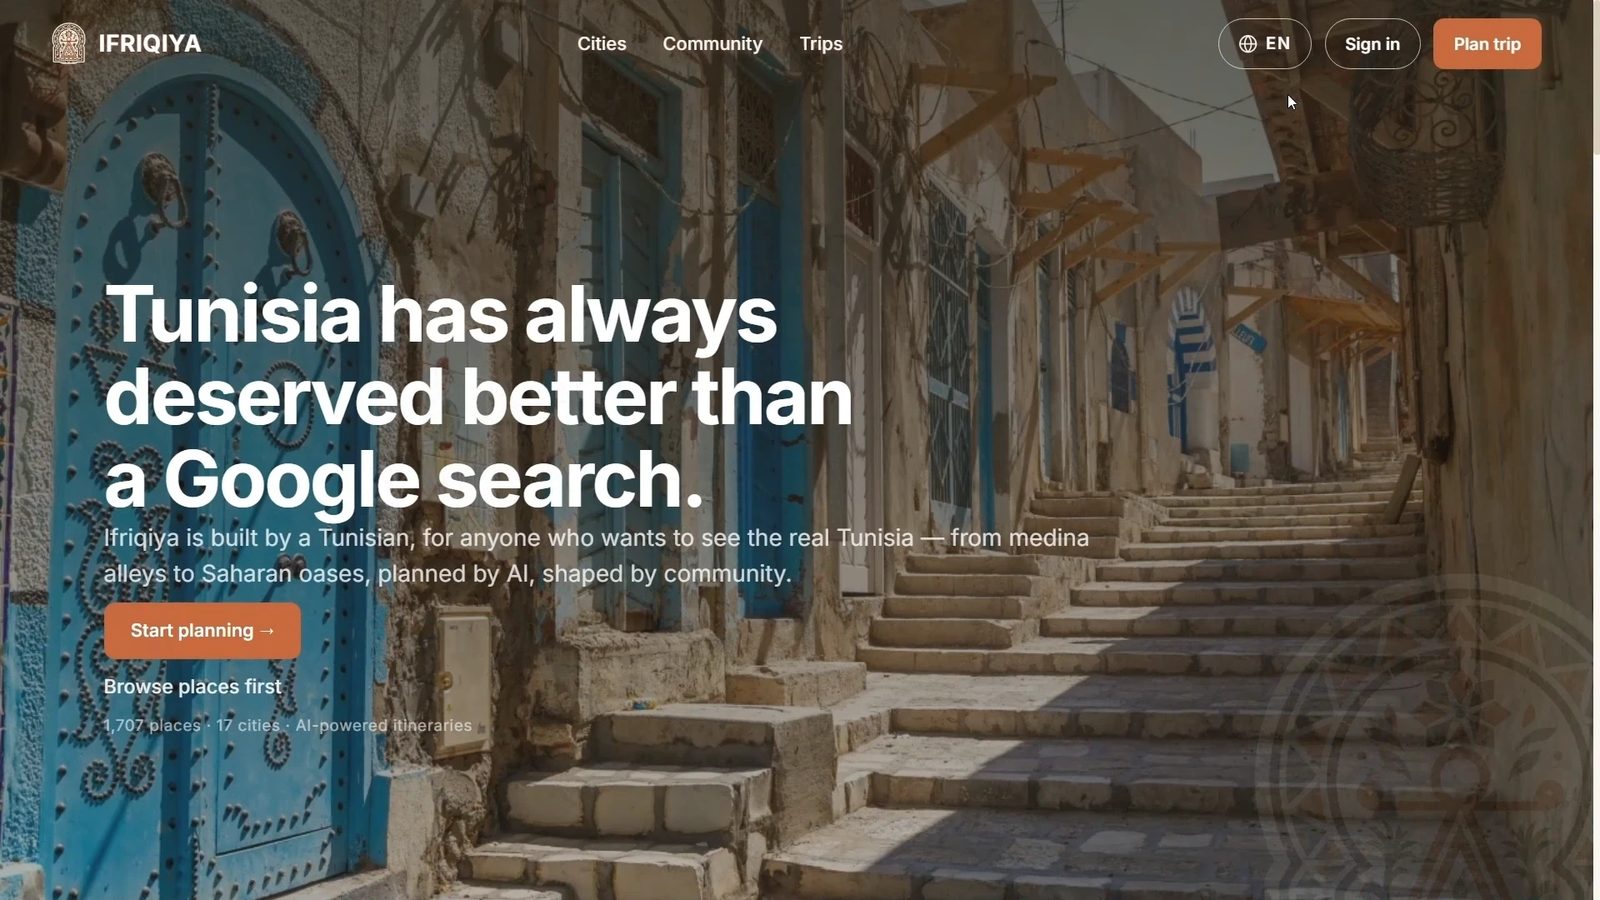 IFRIQIYA
Cities
Community
Trips
EN
Sign in
Plan trip
Tunisia has always
deserved better than
a Google search.
Ifriqiya is built by a Tunisian, for anyone who wants to see the real Tunisia — from medina
alleys to Saharan oases, planned by AI, shaped by community.
Start planning →
Browse places first
1,707 places · 17 cities · AI-powered itineraries